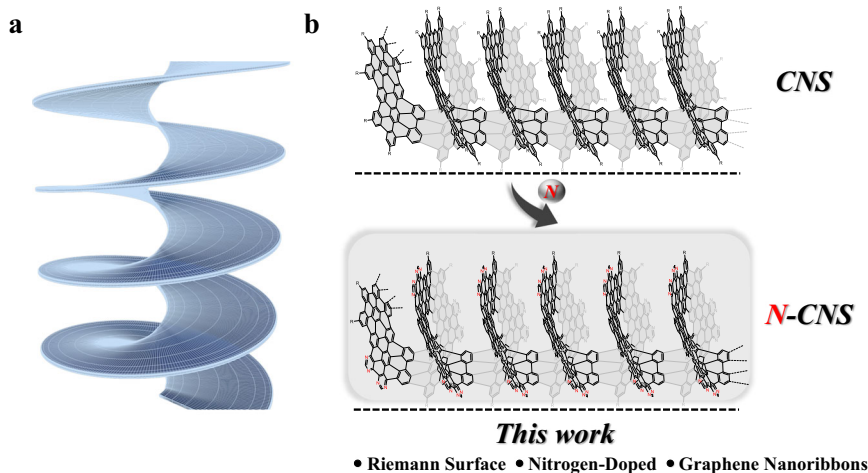 a
b
CNS
N
N-CNS
This work
• Riemann Surface • Nitrogen-Doped • Graphene Nanoribbons